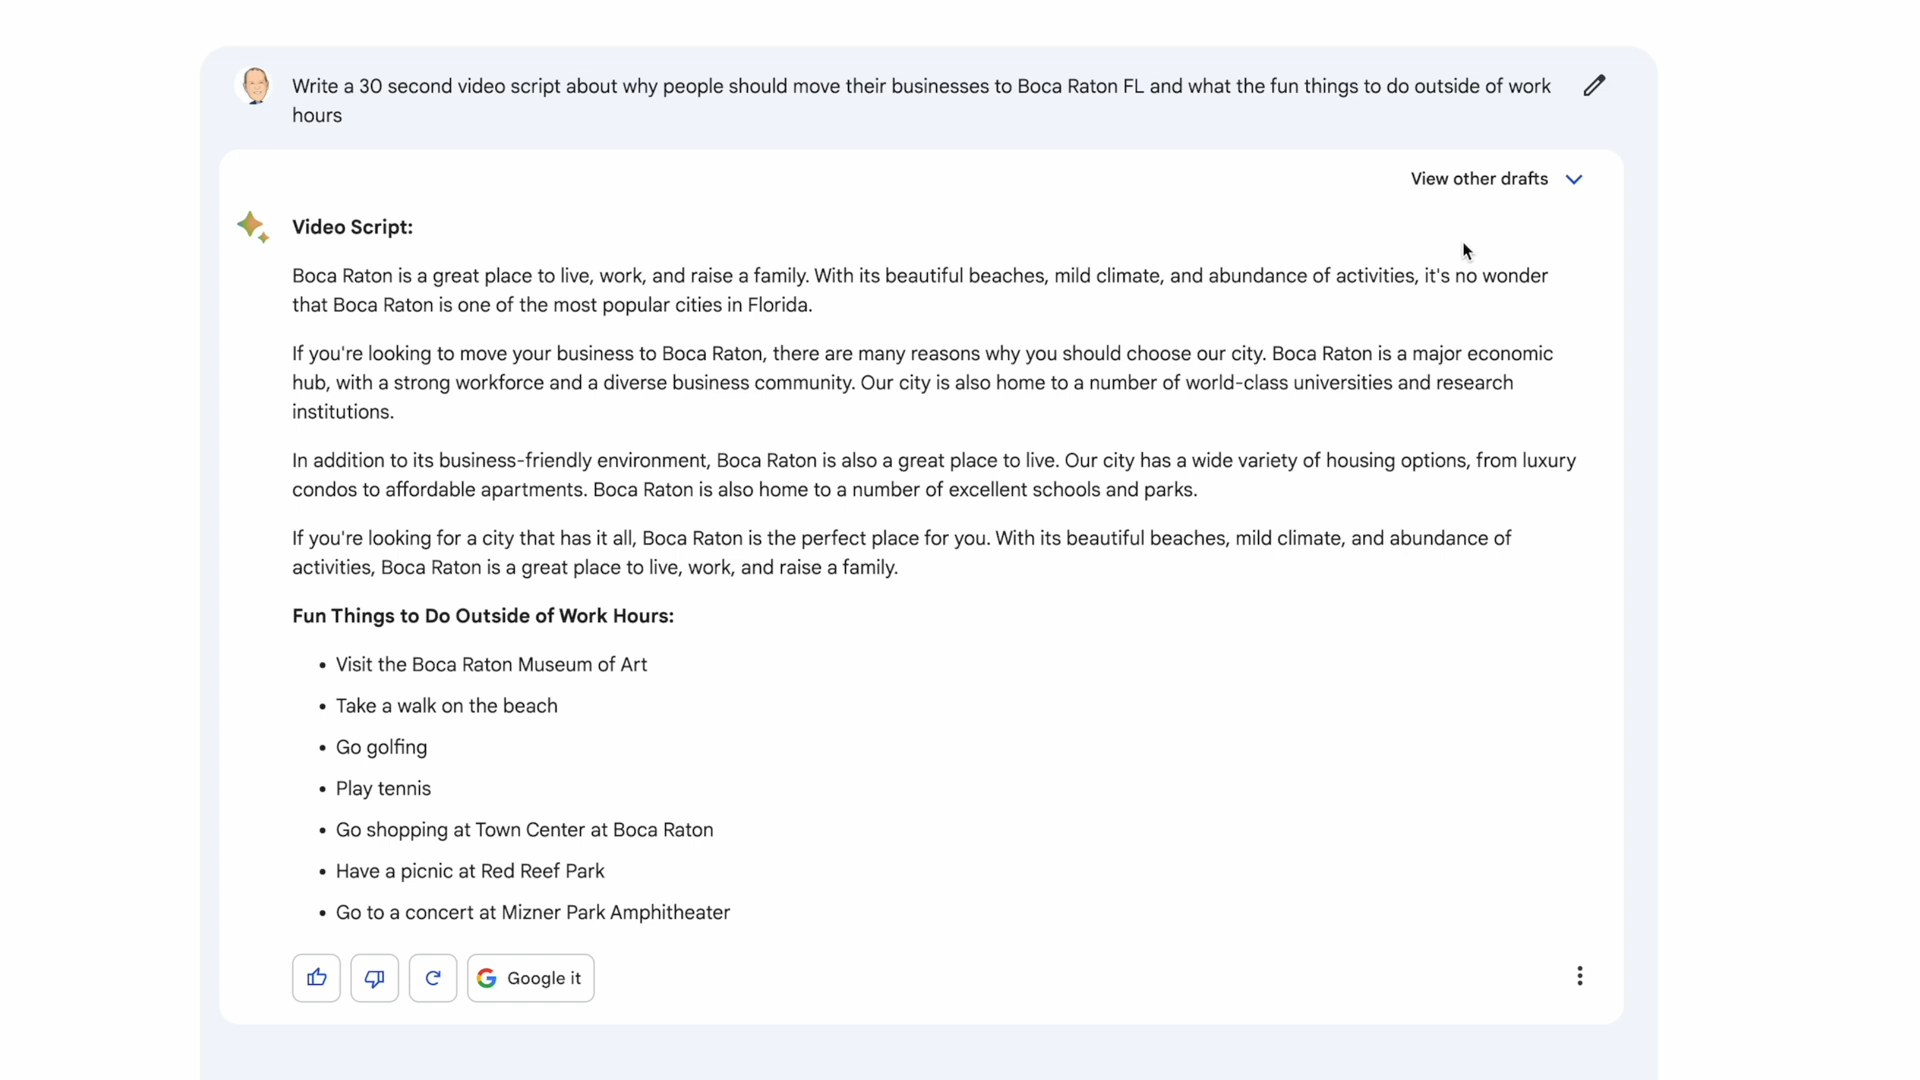 Write a 30 second video script about why people should move their businesses to Boca Raton FL and what the fun things to do outside of work
hours
View other drafts
Video Script:
Boca Raton is a great place to live, work, and raise a family. With its beautiful beaches, mild climate, and abundance of activities, it's no wonder
that Boca Raton is one of the most popular cities in Florida.
If you're looking to move your business to Boca Raton, there are many reasons why you should choose our city. Boca Raton is a major economic
hub, with a strong workforce and a diverse business community. Our city is also home to a number of world-class universities and research
institutions.
In addition to its business-friendly environment, Boca Raton is also a great place to live. Our city has a wide variety of housing options, from luxury
condos to affordable apartments. Boca Raton is also home to a number of excellent schools and parks.
If you're looking for a city that has it all, Boca Raton is the perfect place for you. With its beautiful beaches, mild climate, and abundance of
activities, Boca Raton is a great place to live, work, and raise a family.
Fun Things to Do Outside of Work Hours:
• Visit the Boca Raton Museum of Art
• Take a walk on the beach
• Go golfing
• Play tennis
• Go shopping at Town Center at Boca Raton
• Have a picnic at Red Reef Park
• Go to a concert at Mizner Park Amphitheater
Google it